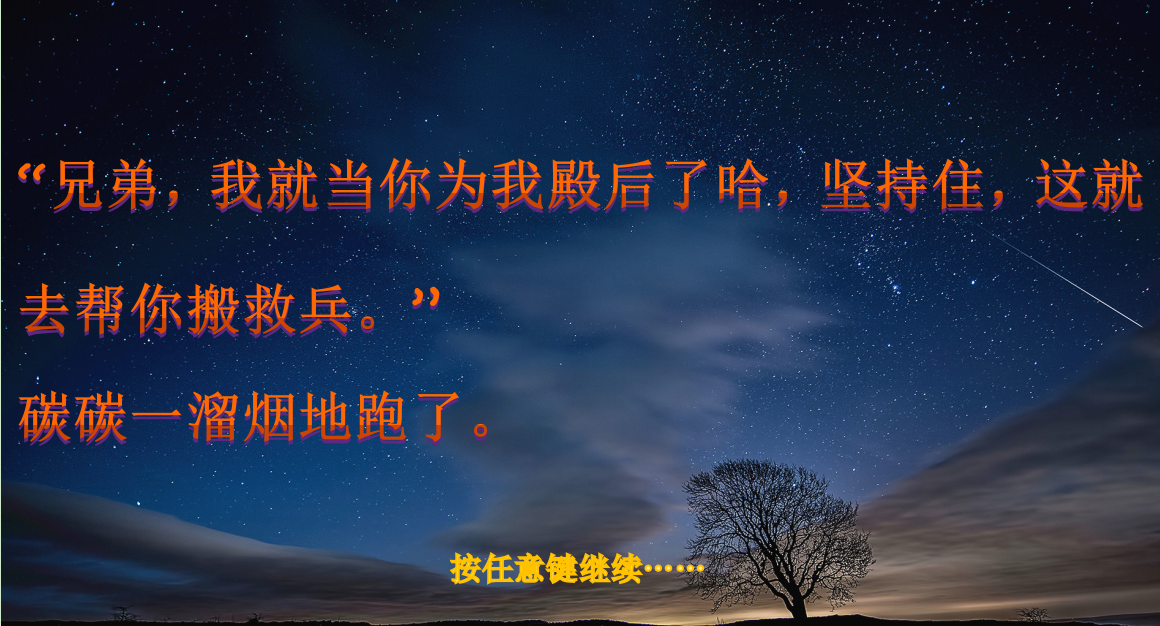 “兄弟，我就当你为我殿后了哈，坚持住，这就
去帮你搬救兵。”
碳碳一溜烟地跑了。
按任意键继续……